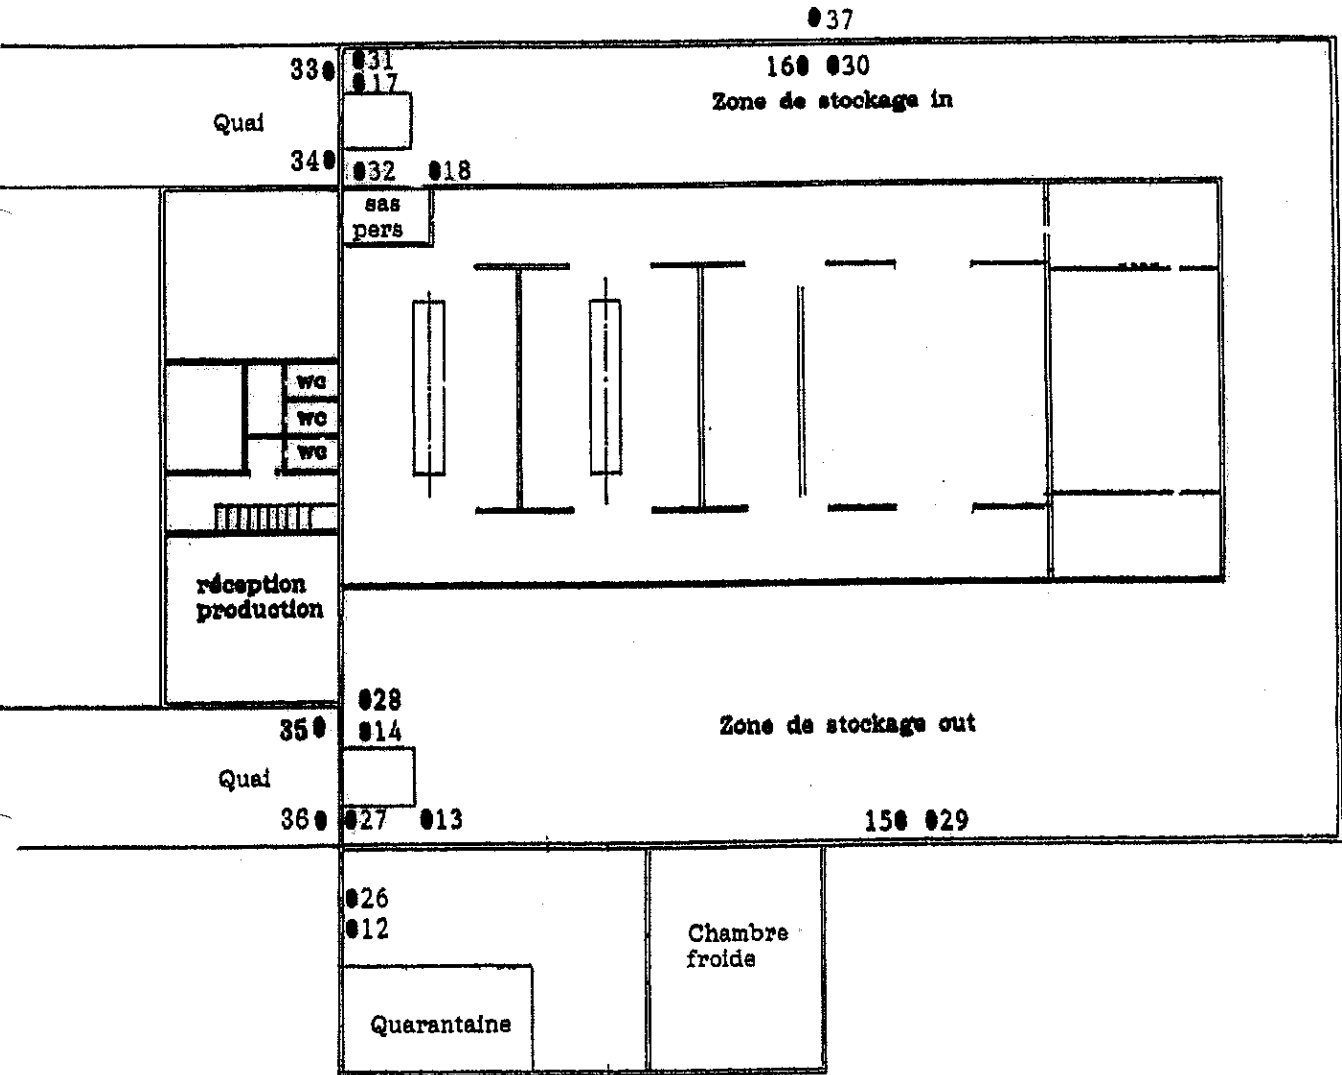 37
33 31
16 30
17
Zone de stockage in
Quai
34 32 18
sas
pers
wc
wc
wc
réception
production
28
35 14
Zone de stockage out
Quai
36 27 13
15 29
26
12
Chambre
froide
Quarantaine